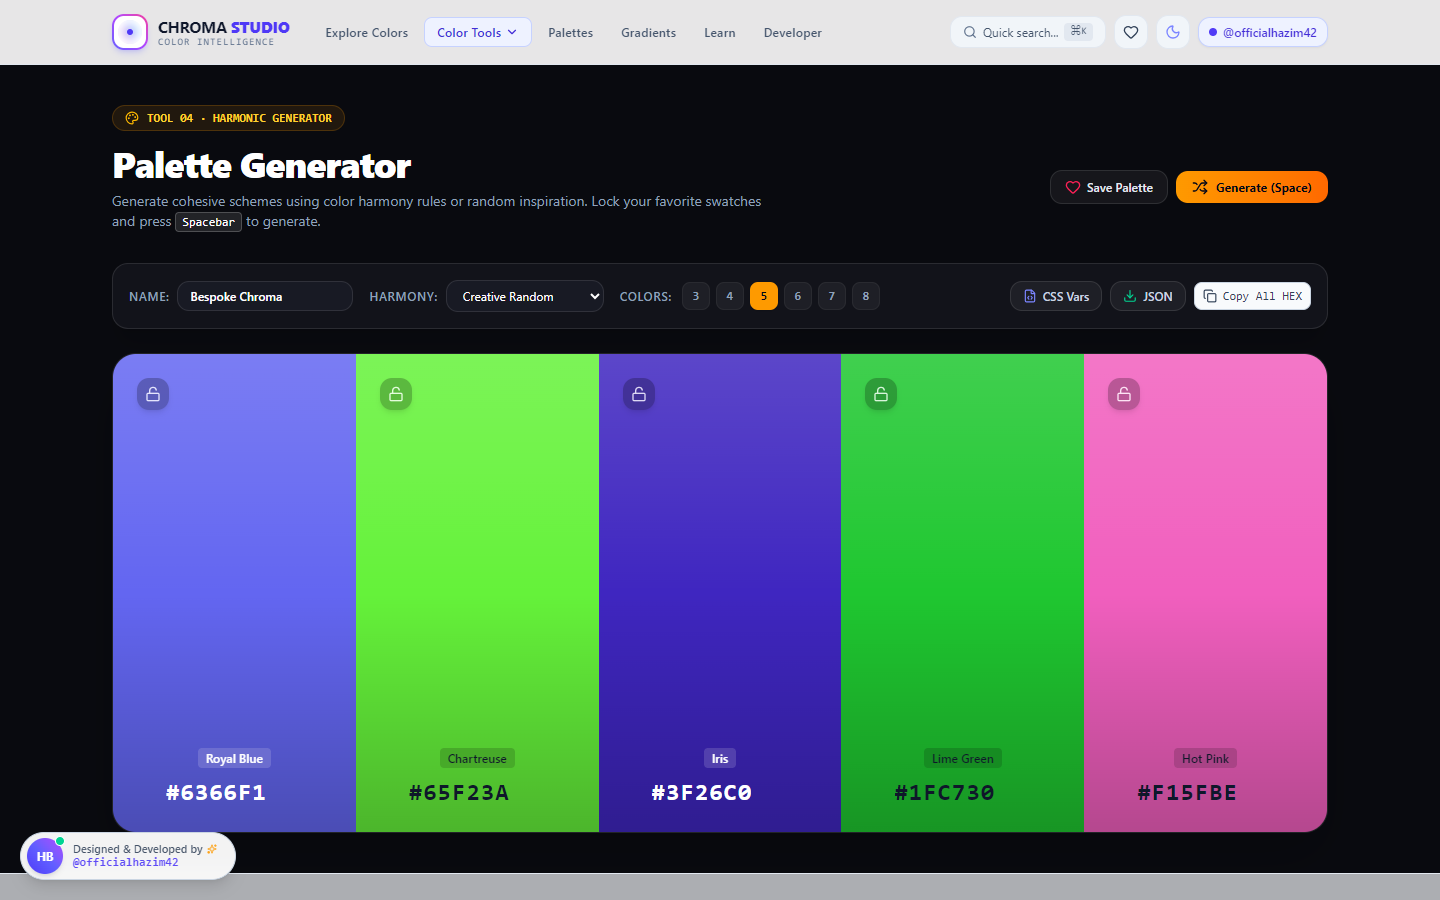 CHROMA STUDIO
COLOR INTELLIGENCE
Explore Colors
Color Tools
Palettes
Gradients
Learn
Developer
Quick search...
⌘K
@officialhazim42
TOOL 04 · HARMONIC GENERATOR
Palette Generator
Generate cohesive schemes using color harmony rules or random inspiration. Lock your favorite swatches
and press Spacebar to generate.
Save Palette
Generate (Space)
NAME:
Bespoke Chroma
HARMONY:
Creative Random
COLORS:
3
4
5
6
7
8
CSS Vars
JSON
Copy All HEX
Royal Blue
#6366F1
Chartreuse
#65F23A
Iris
#3F26C0
Lime Green
#1FC730
Hot Pink
#F15FBE
HB
Designed & Developed by
@officialhazim42